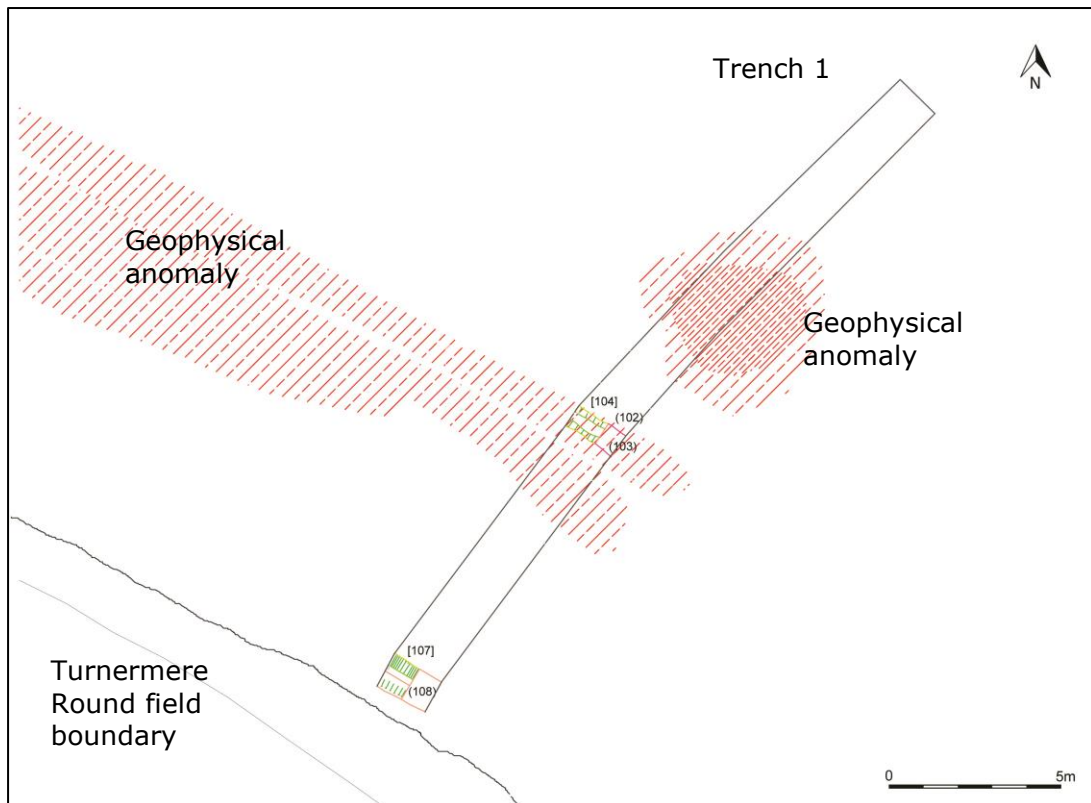 Trench 1
N
Geophysical
anomaly
Geophysical
anomaly
[104]
(102)
(103)
[107]
(108)
Turnermere
Round field
boundary
0
5m